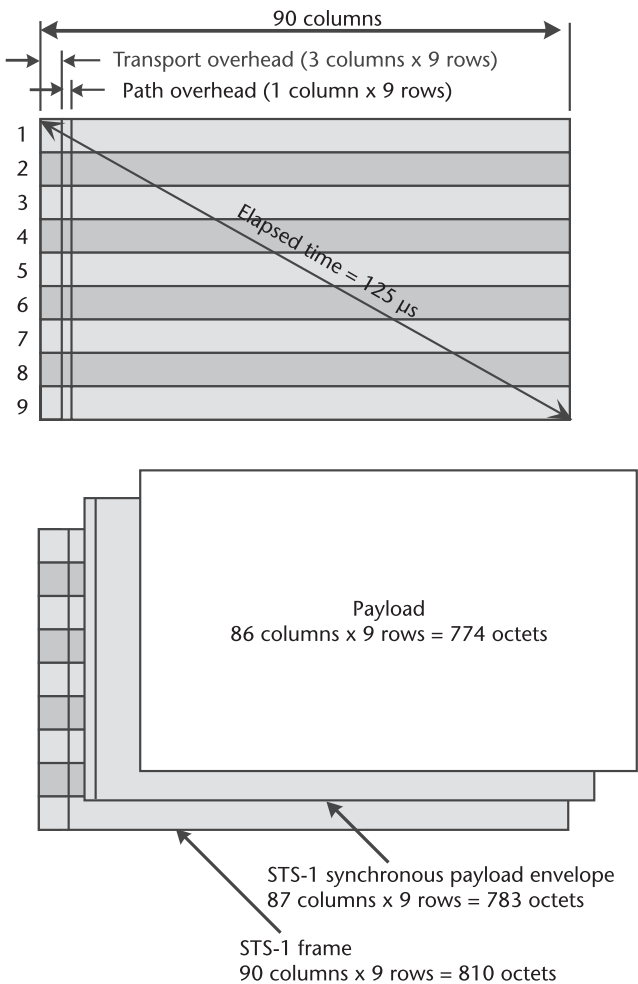 90 columns
Transport overhead (3 columns x 9 rows)
Path overhead (1 column x 9 rows)
1
2
3
4
5
6
7
8
9
Elapsed time = 125 μs
Payload
86 columns x 9 rows = 774 octets
STS-1 synchronous payload envelope
87 columns x 9 rows = 783 octets
STS-1 frame
90 columns x 9 rows = 810 octets